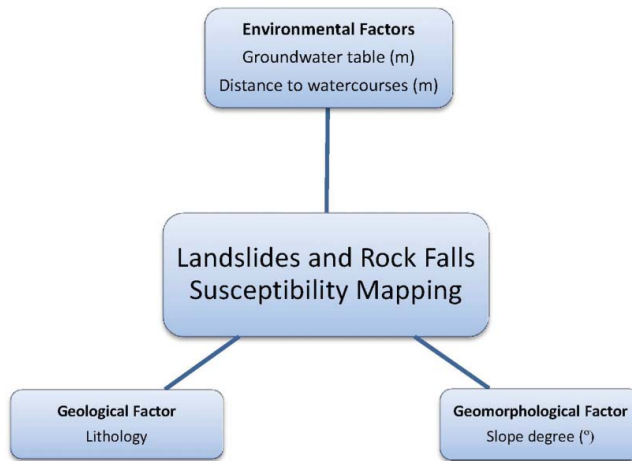 Environmental Factors
Groundwater table (m)
Distance to watercourses (m)
Landslides and Rock Falls
Susceptibility Mapping
Geological Factor
Lithology
Geomorphological Factor
Slope degree (°)